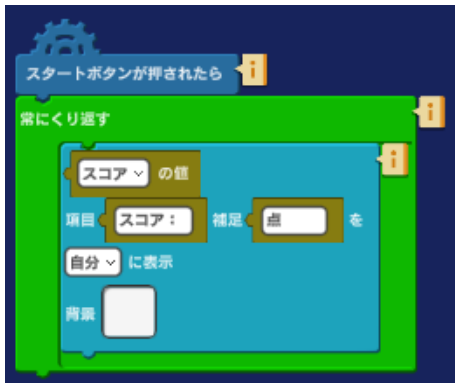 スタートボタンが押されたら
常にくり返す
スコア の値
項目 スコア： 補足 点 を
自分 に表示
背景